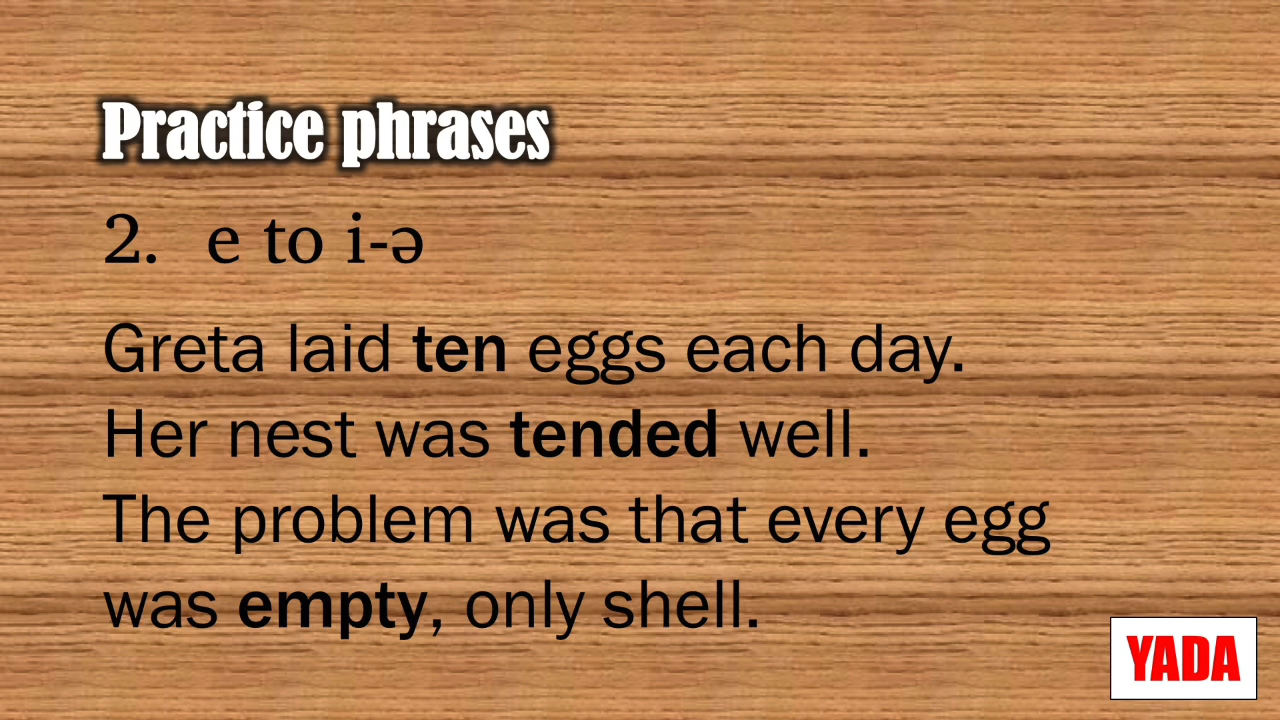 Practice phrases
2. e to i-ə
Greta laid ten eggs each day.
Her nest was tended well.
The problem was that every egg
was empty, only shell.
YADA